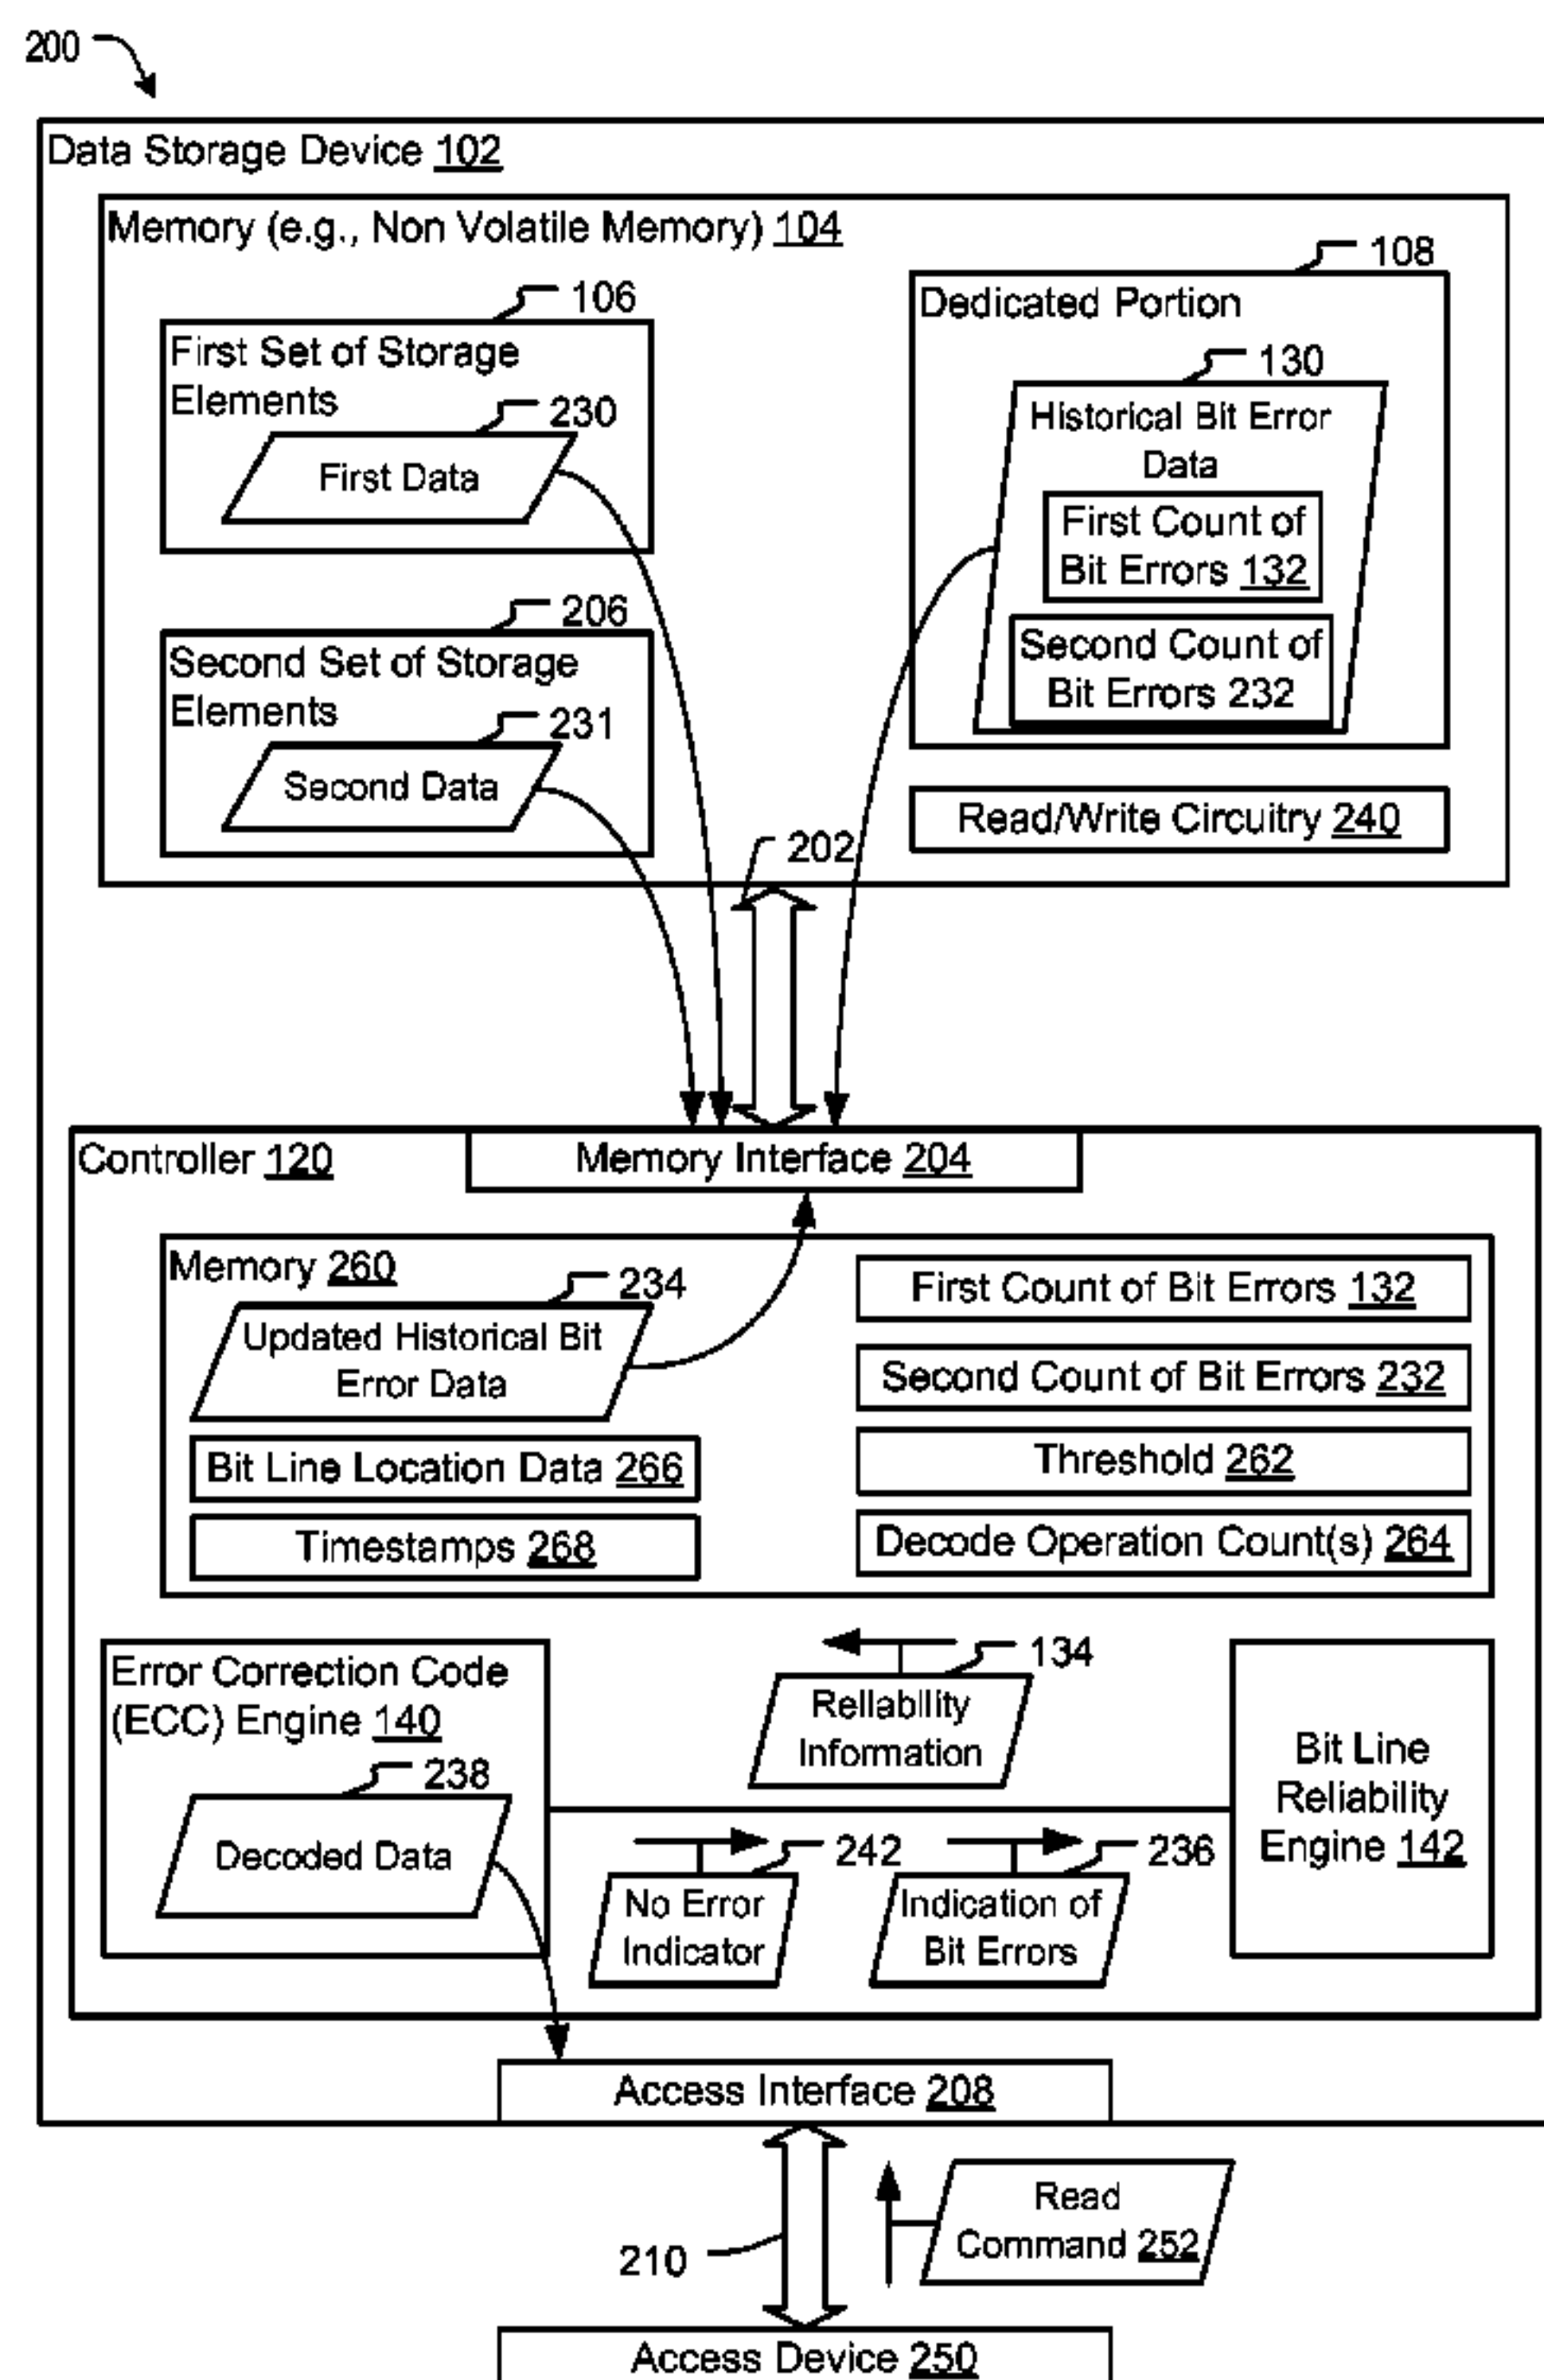 200
Data Storage Device 102
Memory (e.g., Non Volatile Memory) 104
106
First Set of Storage
Elements
230
First Data
206
Second Set of Storage
Elements
231
Second Data
108
Dedicated Portion
130
Historical Bit Error
Data
First Count of
Bit Errors 132
Second Count of
Bit Errors 232
Read/Write Circuitry 240
202
Controller 120
Memory Interface 204
Memory 260
234
Updated Historical Bit
Error Data
Bit Line Location Data 266
Timestamps 268
First Count of Bit Errors 132
Second Count of Bit Errors 232
Threshold 262
Decode Operation Count(s) 264
Error Correction Code
(ECC) Engine 140
238
Decoded Data
134
Reliability
Information
242
No Error
Indicator
236
Indication of
Bit Errors
Bit Line
Reliability
Engine 142
Access Interface 208
210
Read
Command 252
Access Device 250